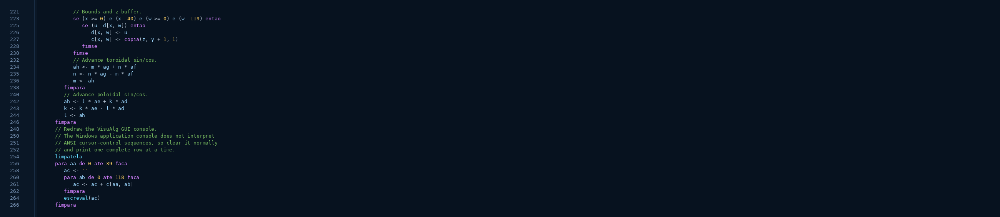 221 // Bounds and z-buffer.
223 se (x >= 0) e (x  40) e (w >= 0) e (w  119) entao
225 se (u  d[x, w]) entao
226 d[x, w] <- u
227 c[x, w] <- copia(z, y + 1, 1)
228 fimse
230 fimse
232 // Advance toroidal sin/cos.
234 ah <- m * ag + n * af
235 n <- n * ag - m * af
236 m <- ah
238 fimpara
240 // Advance poloidal sin/cos.
242 ah <- l * ae + k * ad
243 k <- k * ae - l * ad
244 l <- ah
246 fimpara
248 // Redraw the VisuAlg GUI console.
250 // The Windows application console does not interpret
251 // ANSI cursor-control sequences, so clear it normally
252 // and print one complete row at a time.
254 limpatela
256 para aa de 0 ate 39 faca
258 ac <- ""
260 para ab de 0 ate 118 faca
261 ac <- ac + c[aa, ab]
262 fimpara
264 escreval(ac)
266 fimpara